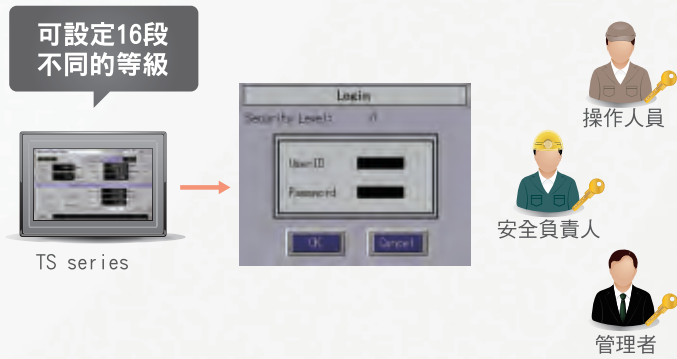 可設定16段
不同的等級
TS series
Login
Security Level:
UserID
Password
OK
Cancel
操作人員
安全負責人
管理者